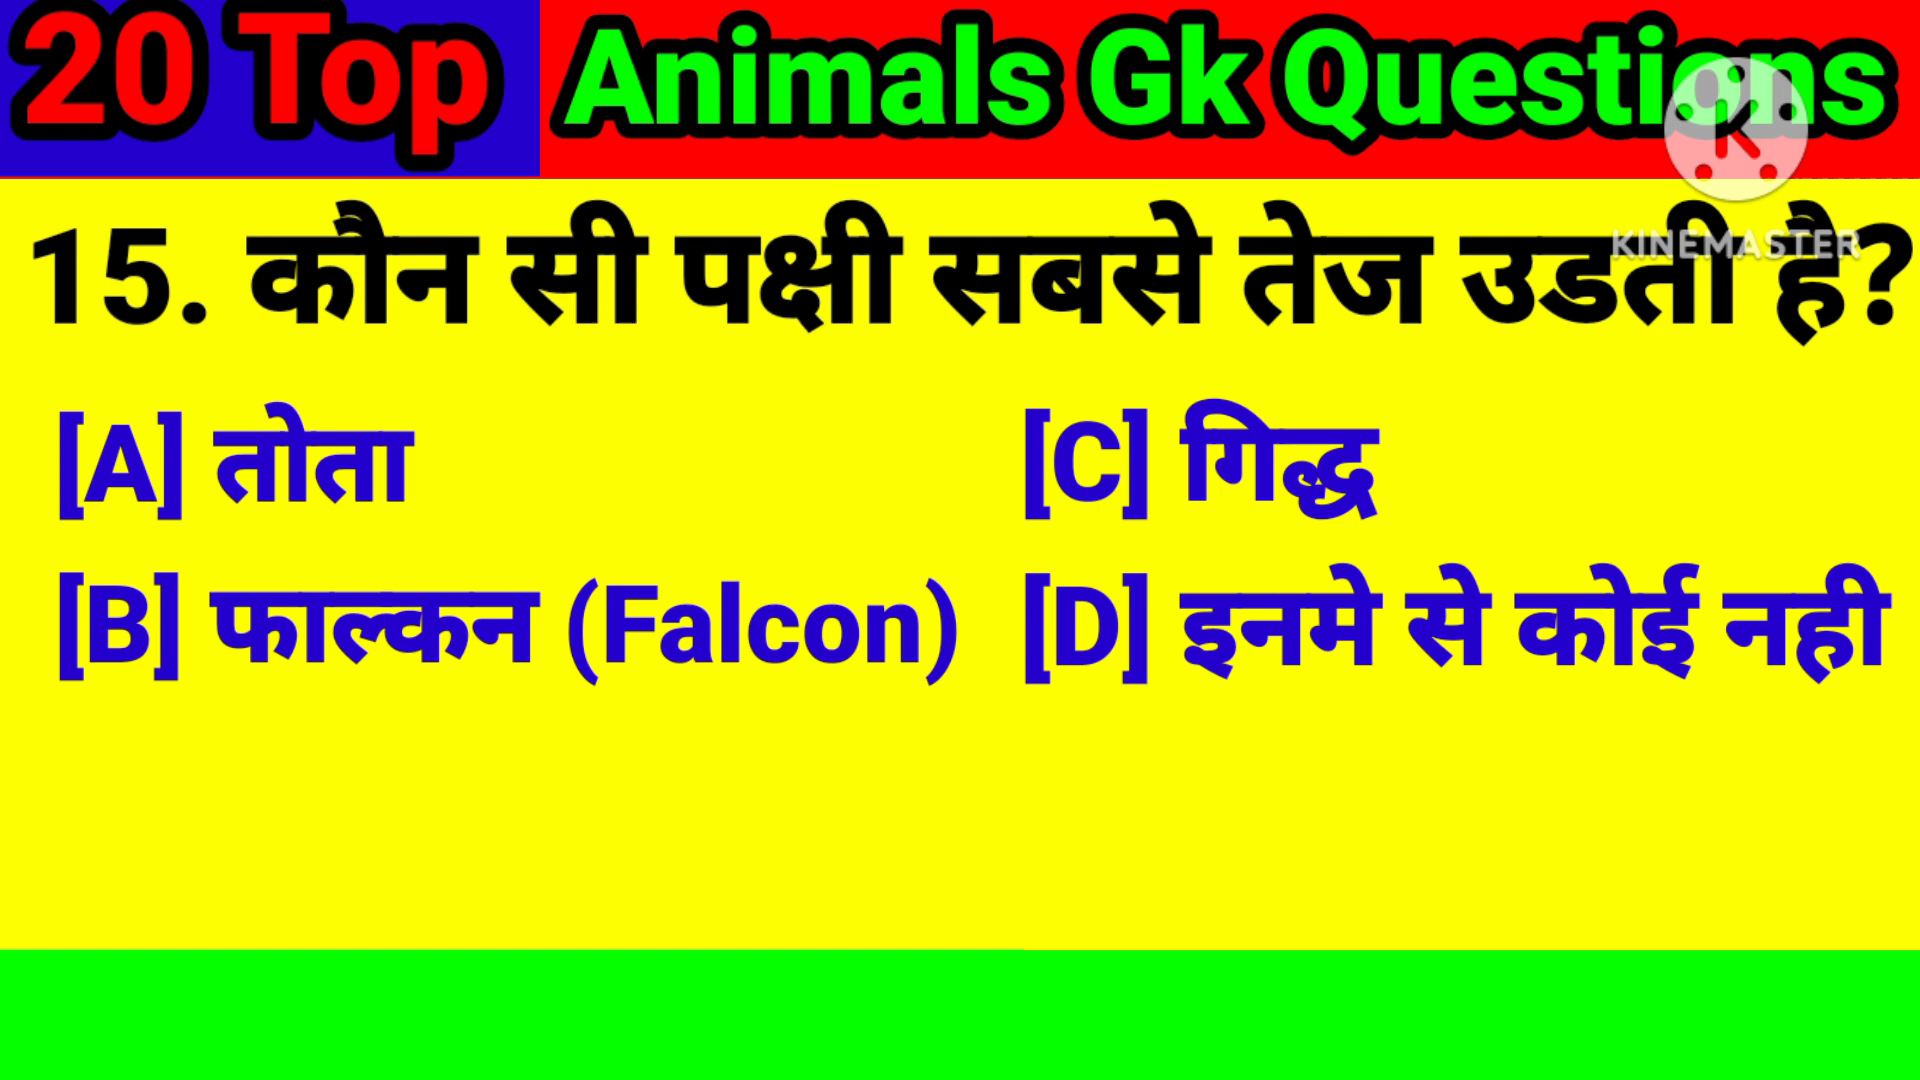 20 Top Animals Gk Questions
KINEMASTER
15. कौन सी पक्षी सबसे तेज उडती है?
[A] तोता
[C] गिद्ध
[B] फाल्कन (Falcon)
[D] इनमे से कोई नही